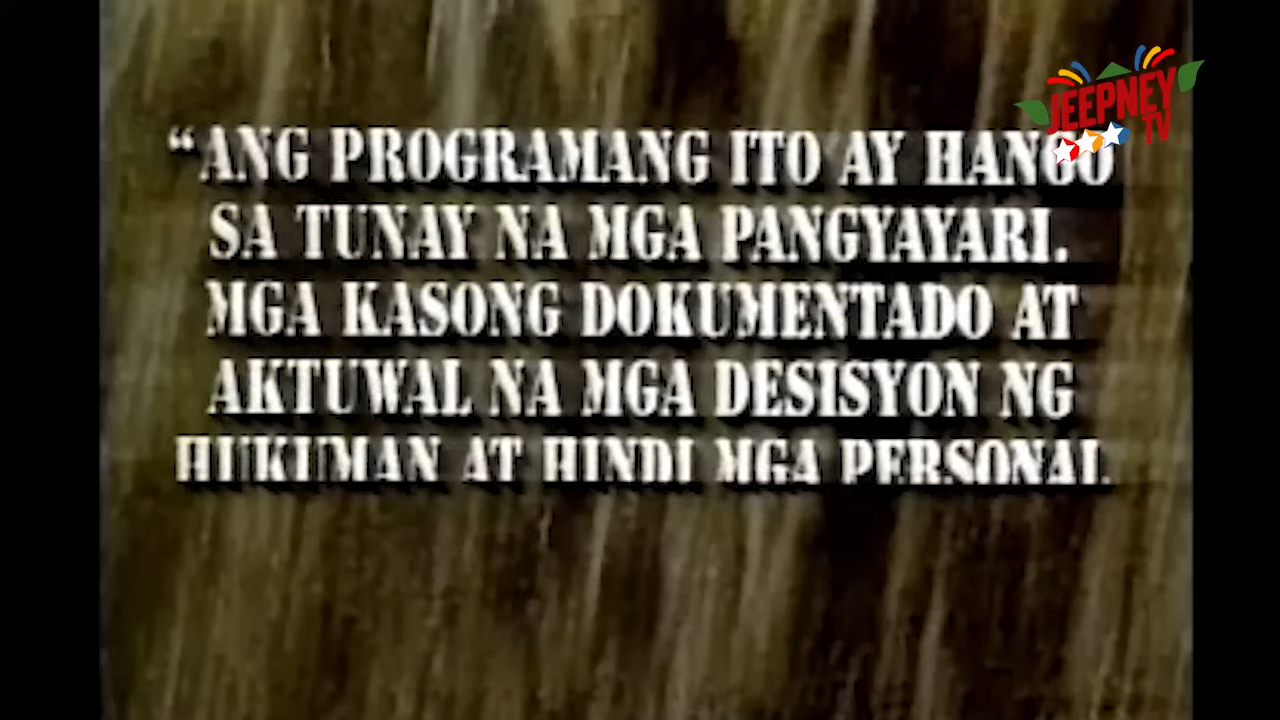 “ANG PROGRAMANG ITO AY HANGO
SA TUNAY NA MGA PANGYAYARI.
MGA KASONG DOKUMENTADO AT
AKTUWAL NA MGA DESISYON NG
HUKUMAN AT HINDI MGA PERSONAL
JEEPNEY
TV